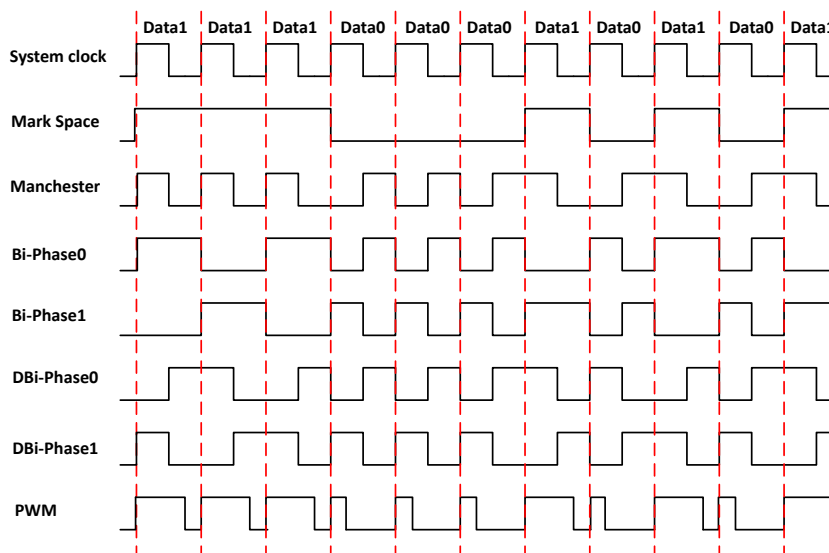 Data1 Data1 Data1 Data0 Data0 Data0 Data1 Data0 Data1 Data0 Data1
System clock
Mark Space
Manchester
Bi-Phase0
Bi-Phase1
DBi-Phase0
DBi-Phase1
PWM